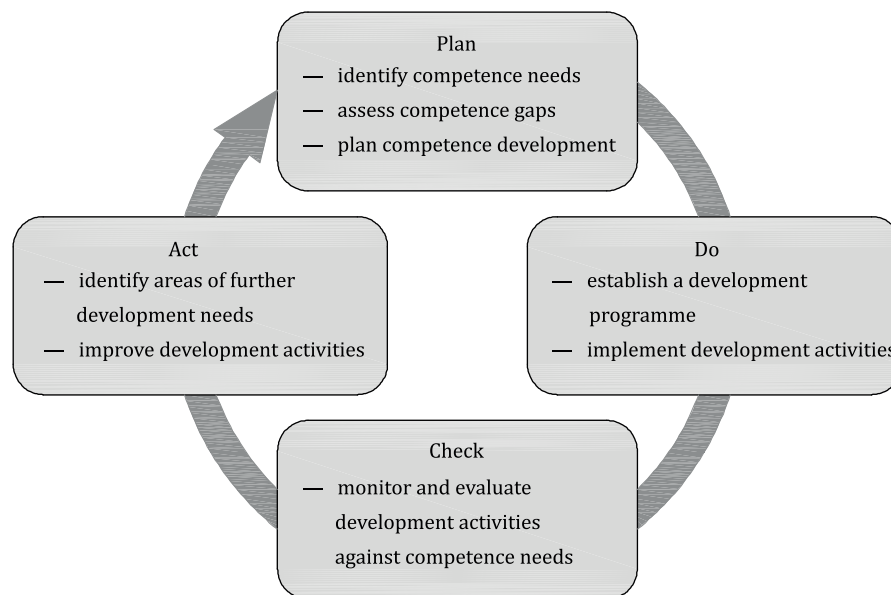 Plan
— identify competence needs
— assess competence gaps
— plan competence development
Act
— identify areas of further
development needs
— improve development activities
Do
— establish a development
programme
— implement development activities
Check
— monitor and evaluate
development activities
against competence needs